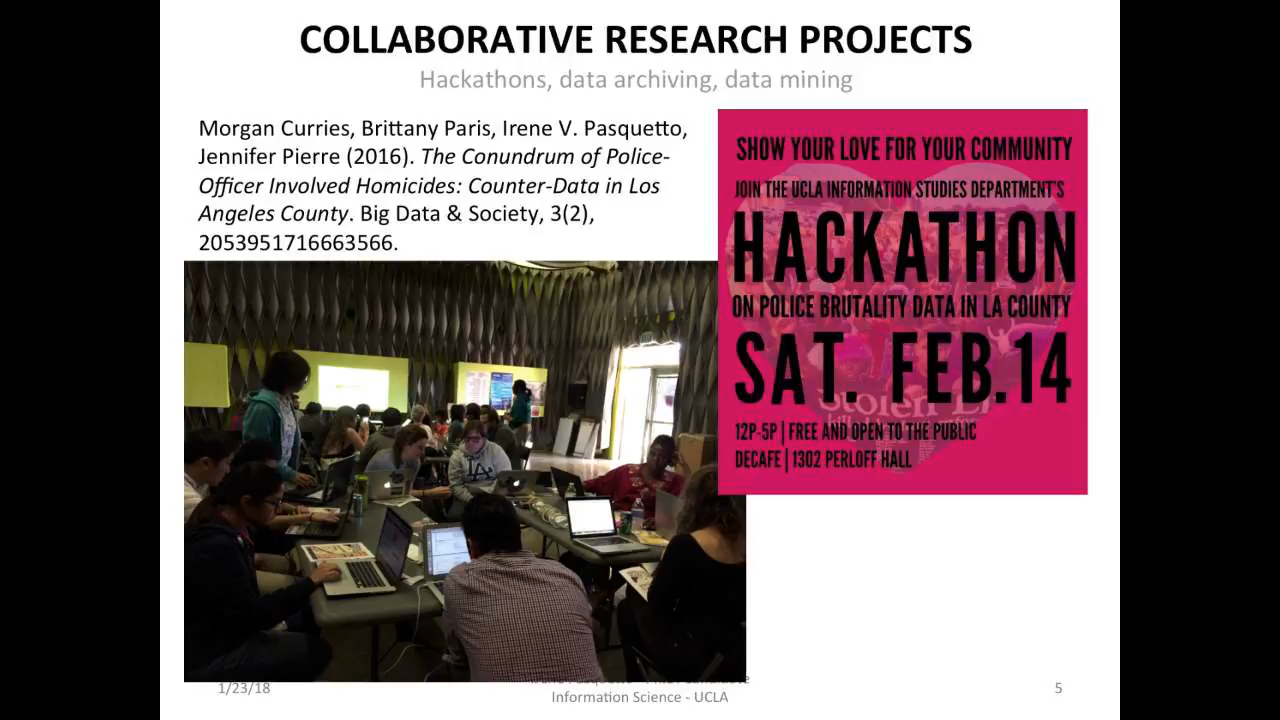 COLLABORATIVE RESEARCH PROJECTS
Hackathons, data archiving, data mining
Morgan Curries, Brittany Paris, Irene V. Pasquetto,
Jennifer Pierre (2016). The Conundrum of Police-
Officer Involved Homicides: Counter-Data in Los
Angeles County. Big Data & Society, 3(2),
2053951716663566.
SHOW YOUR LOVE FOR YOUR COMMUNITY
JOIN THE UCLA INFORMATION STUDIES DEPARTMENT'S
HACKATHON
ON POLICE BRUTALITY DATA IN LA COUNTY
SAT. FEB.14
Stolen
12P-5P | FREE AND OPEN TO THE PUBLIC
DECAFE | 1302 PERLOFF HALL
LA
1/23/18
Information Science - UCLA
5